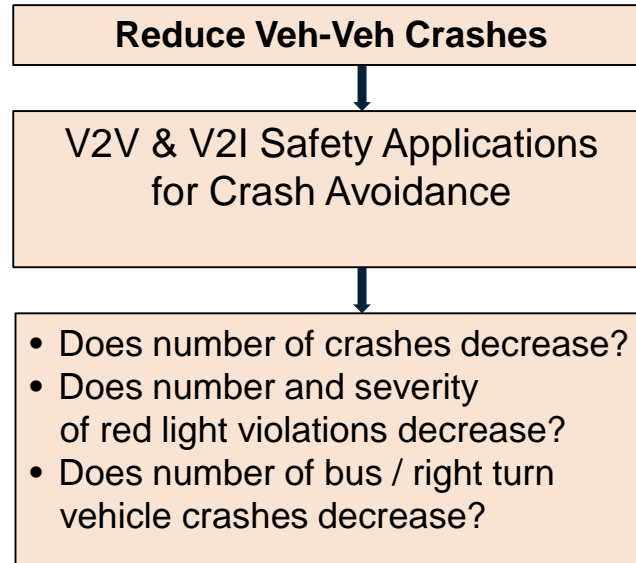 Reduce Veh-Veh Crashes
V2V & V2I Safety Applications
for Crash Avoidance
• Does number of crashes decrease?
• Does number and severity
of red light violations decrease?
• Does number of bus / right turn
vehicle crashes decrease?